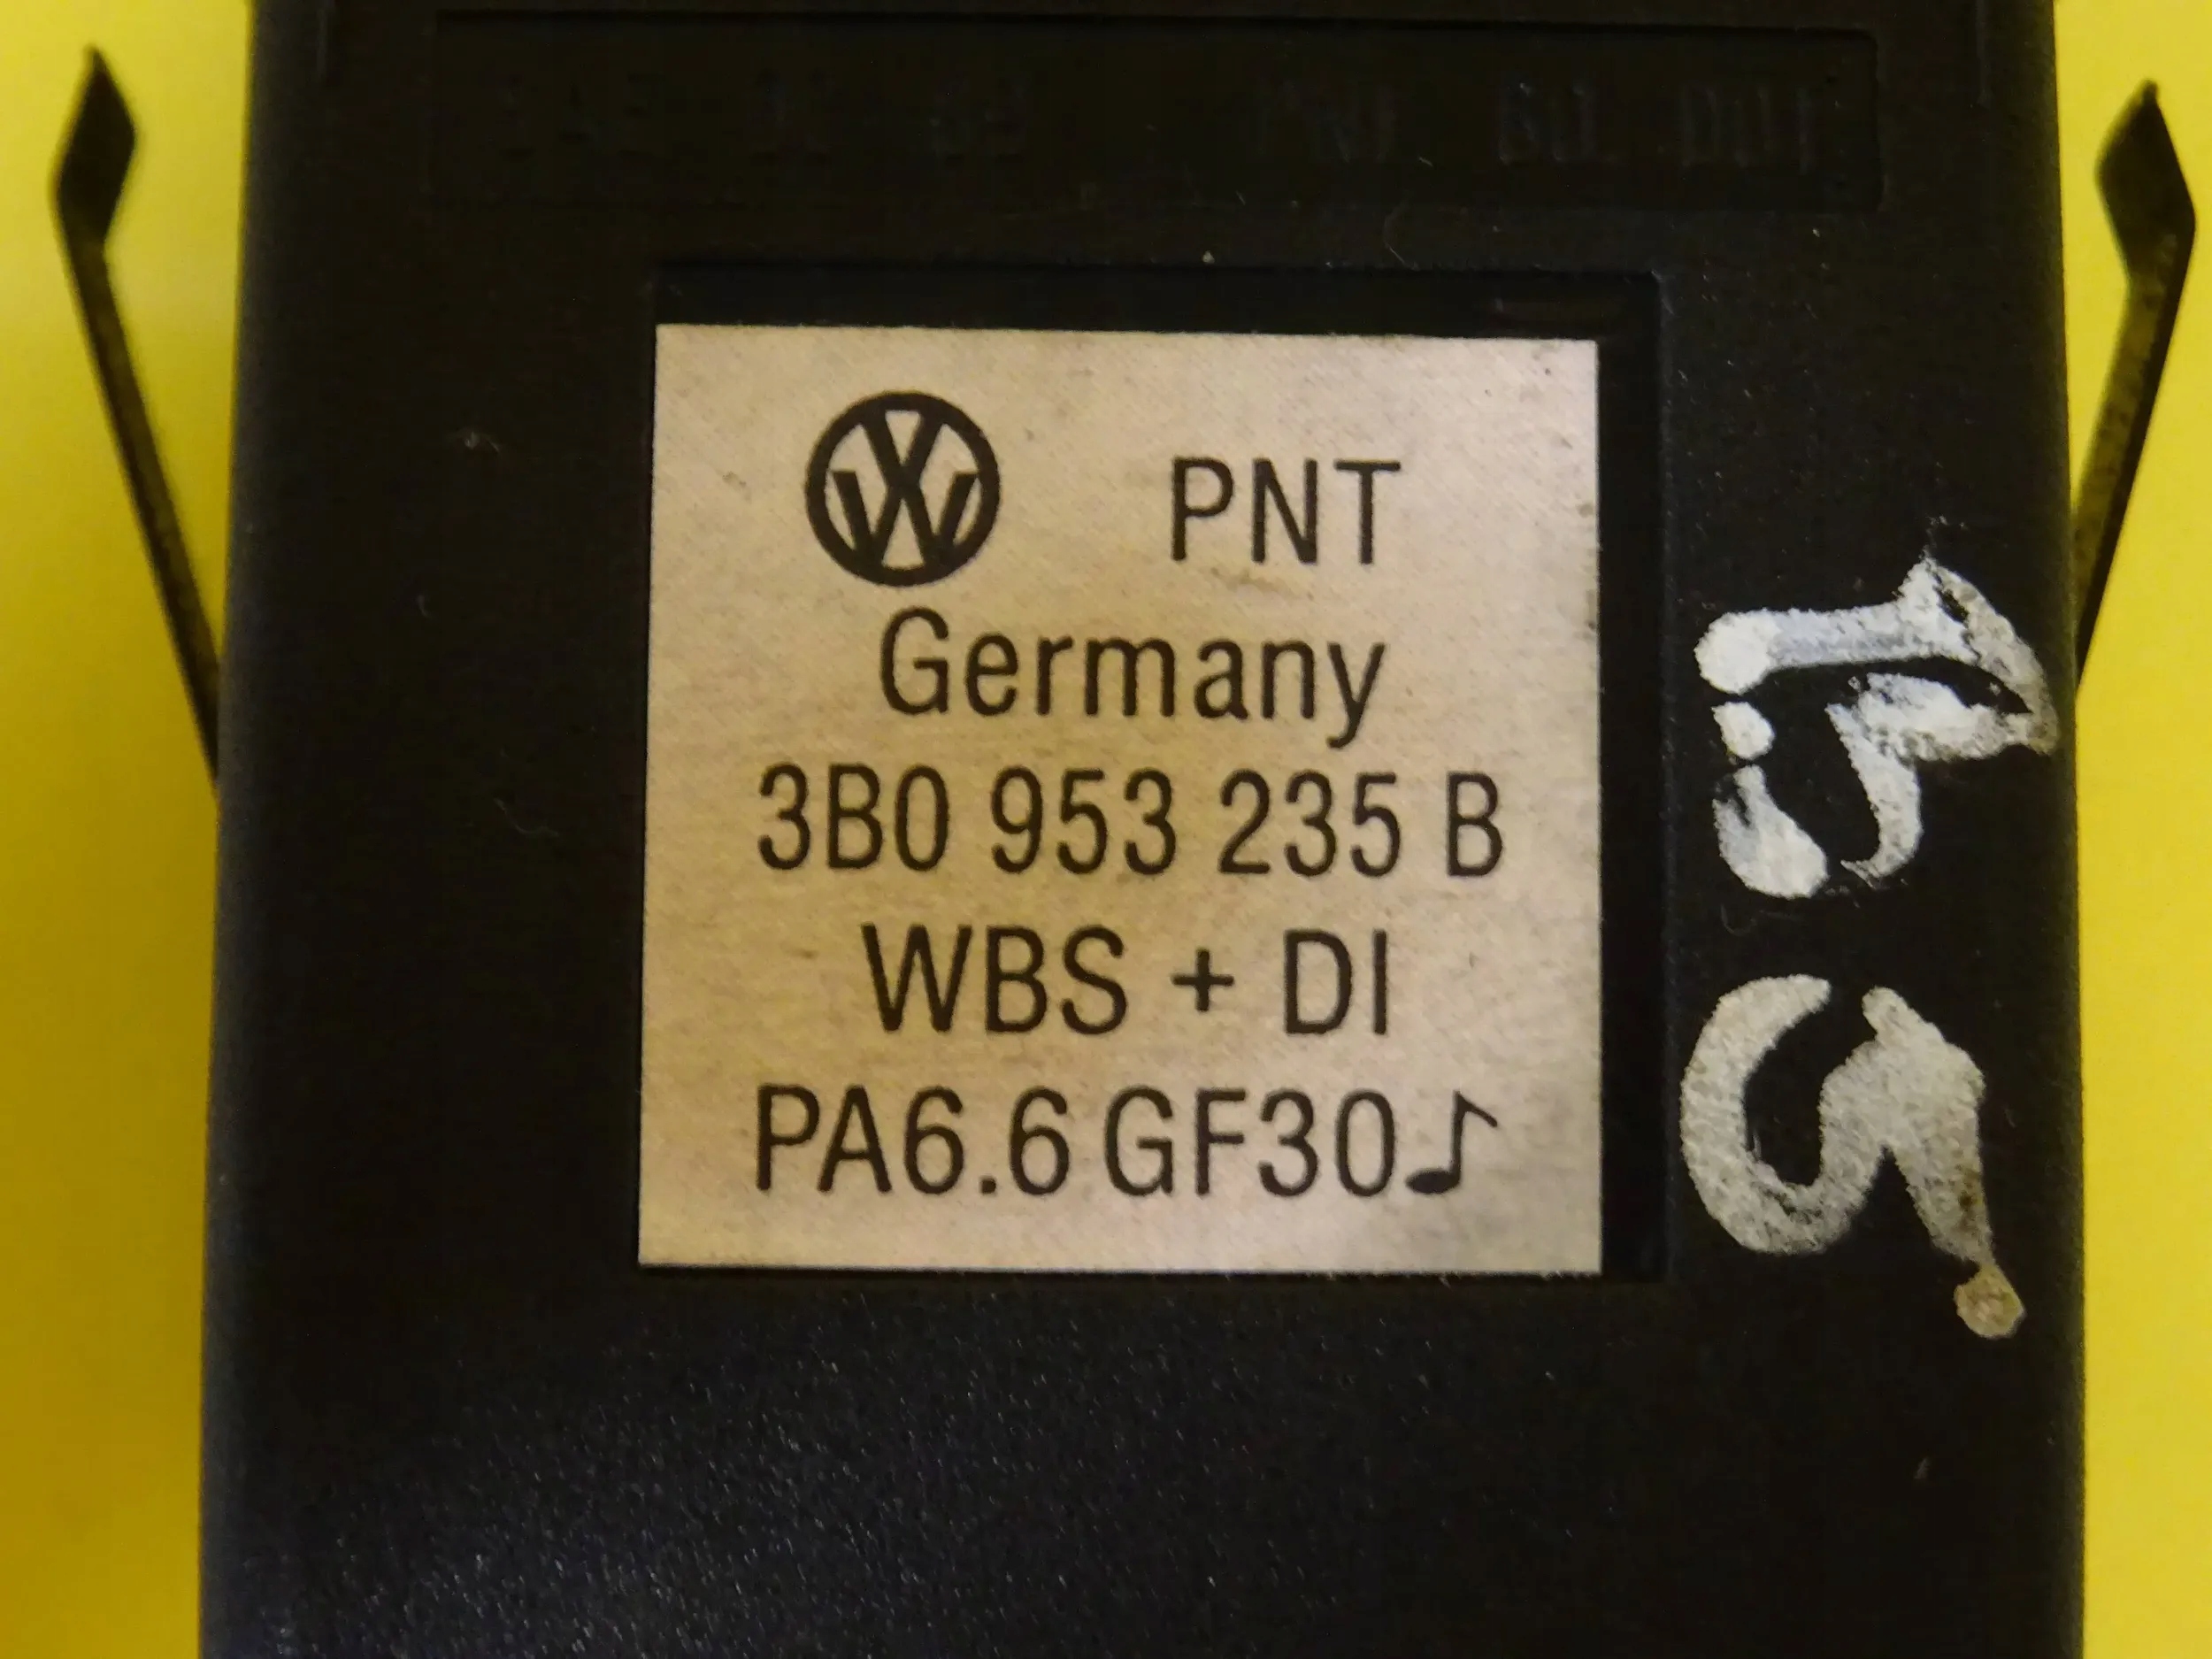 PNT
Germany
3B0 953 235 B
WBS + DI
PA6.6 GF30♪